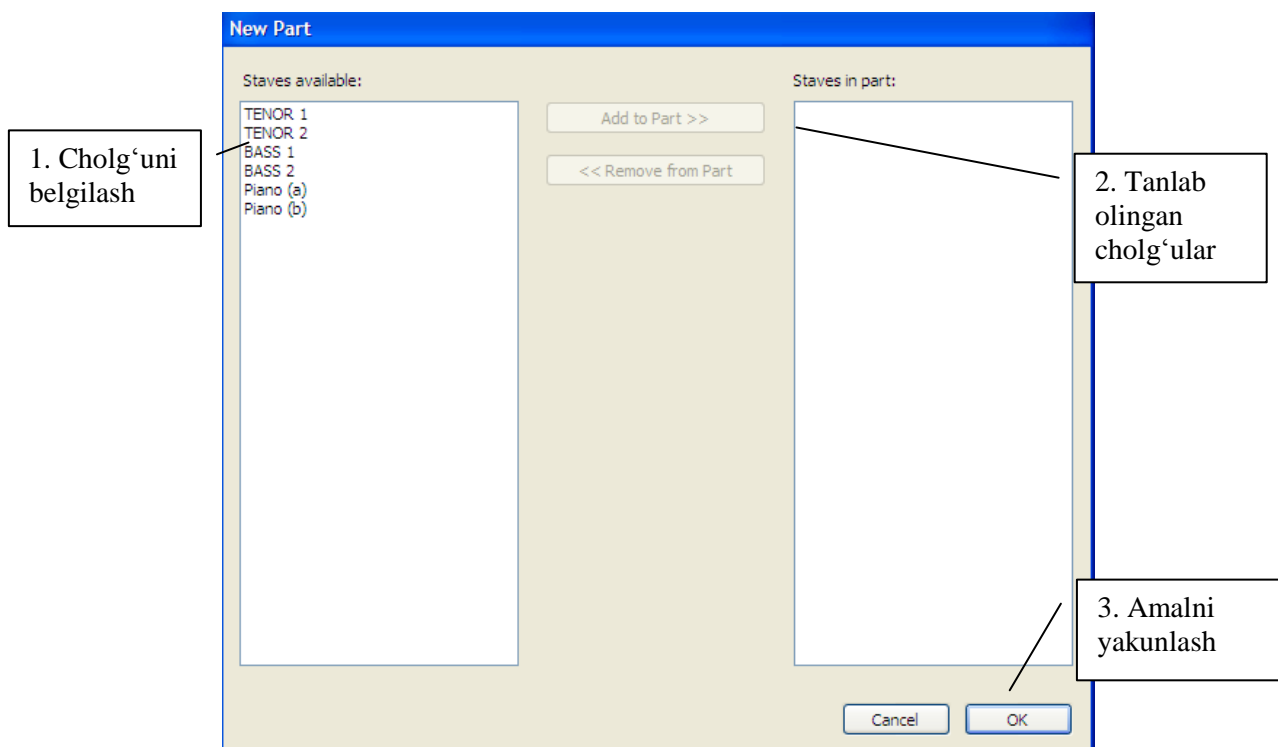 New Part
Staves available:
Staves in part:
TENOR 1
TENOR 2
BASS 1
BASS 2
Piano (a)
Piano (b)
Add to Part >>
<< Remove from Part
1. Cholg‘uni
belgilash
2. Tanlab
olingan
cholg‘ular
3. Amalni
yakunlash
Cancel
OK